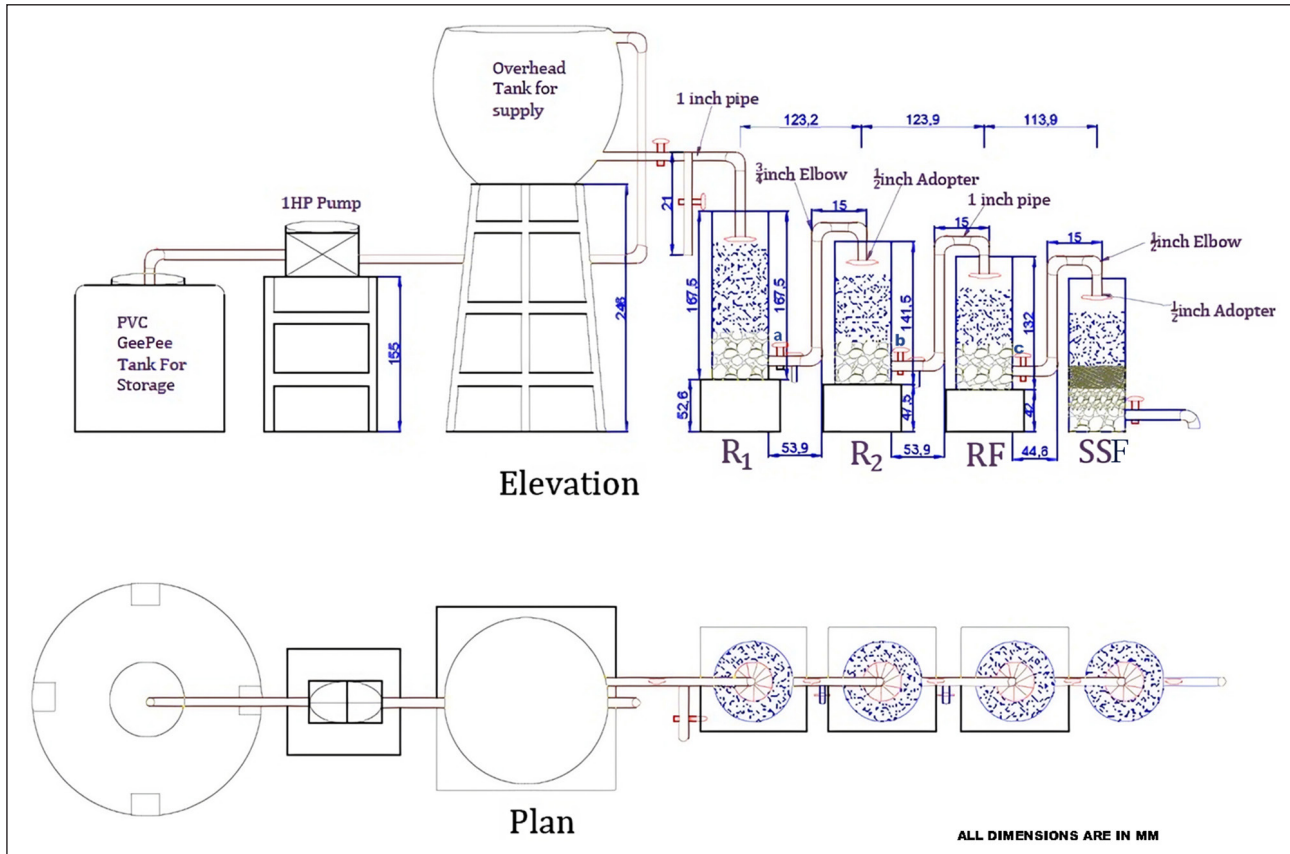 Overhead
Tank for
supply
1 inch pipe
123,2
123,9
113,9
¾inch Elbow
½inch Adopter
1 inch pipe
1HP Pump
21
15
15
15
½inch Elbow
PVC
GeePee
Tank For
Storage
155
246
167,5
167,5
a
141,5
b
132
c
½inch Adopter
52,6
47,5
42
R₁
53,9
R₂
53,9
RF
44,8
SSF
Elevation
Plan
ALL DIMENSIONS ARE IN MM